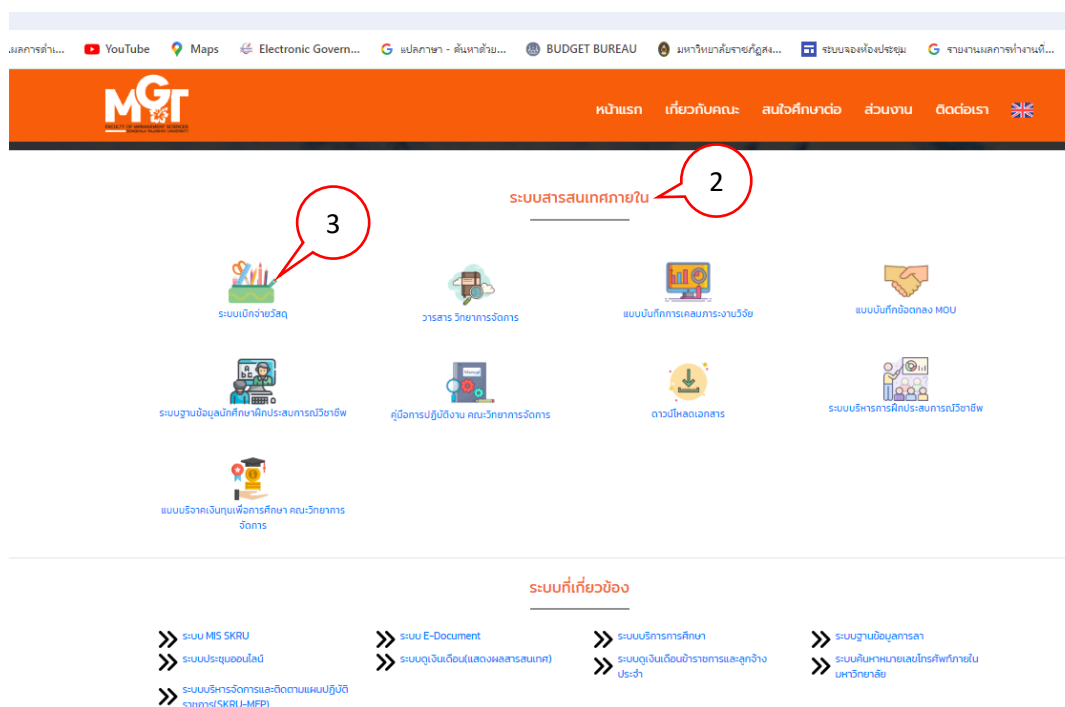 YouTube Maps Electronic Govern... แปลภาษา - ค้นหาด้วย... BUDGET BUREAU มหาวิทยาลัยราชภัฏสง... ระบบจองห้องประชุม รายงานผลการทำงานที่...
MGT
FACULTY OF MANAGEMENT SCIENCES
SONGKHLA RAJABHAT UNIVERSITY
หน้าแรก เกี่ยวกับคณะ สนใจศึกษาต่อ ส่วนงาน ติดต่อเรา
ระบบสารสนเทศภายใน
2
3
ระบบเบิกจ่ายวัสดุ
วารสาร วิทยาการจัดการ
แบบบันทึกการเคลมภาระงานวิจัย
แบบบันทึกข้อตกลง MOU
ระบบฐานข้อมูลนักศึกษาฝึกประสบการณ์วิชาชีพ
Manual
คู่มือการปฏิบัติงาน คณะวิทยาการจัดการ
ดาวน์โหลดเอกสาร
ระบบบริหารการฝึกประสบการณ์วิชาชีพ
แบบบริจาคเงินทุนเพื่อการศึกษา คณะวิทยาการ
จัดการ
ระบบที่เกี่ยวข้อง
ระบบ MIS SKRU
ระบบ E-Document
ระบบบริการการศึกษา
ระบบฐานข้อมูลการลา
ระบบประชุมออนไลน์
ระบบดูเงินเดือน(แสดงผลสารสนเทศ)
ระบบดูเงินเดือนข้าราชการและลูกจ้าง
ประจำ
ระบบค้นหาหมายเลขโทรศัพท์ภายใน
มหาวิทยาลัย
ระบบบริหารจัดการและติดตามแผนปฏิบัติ
ราชการ(SKRU-MEP)